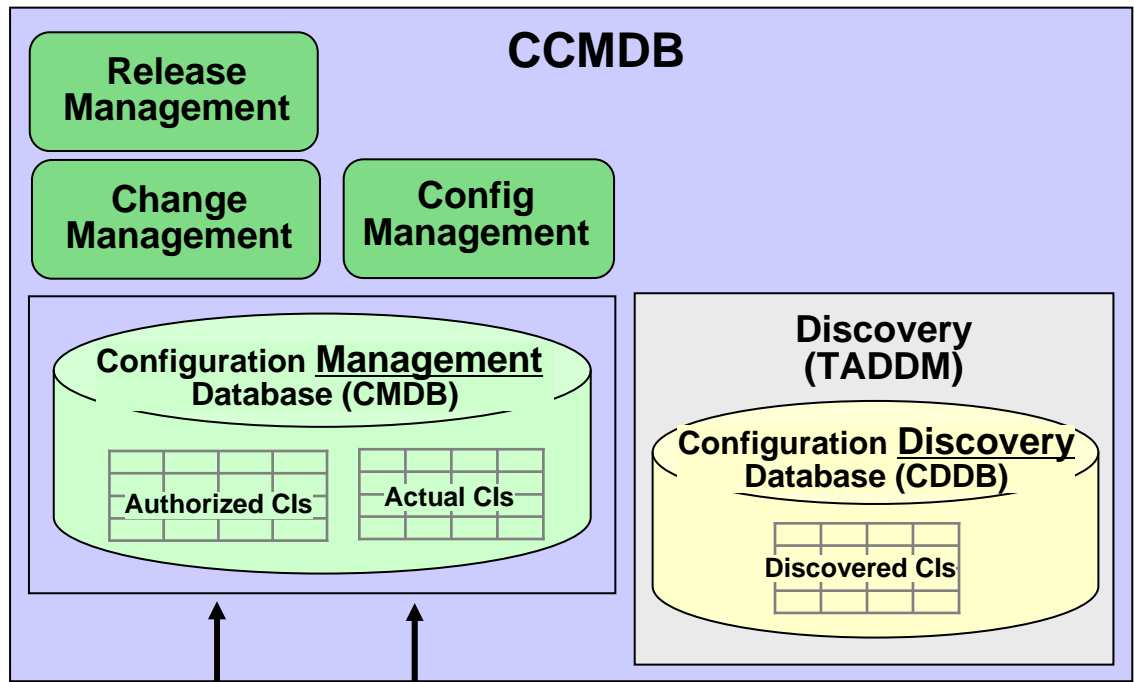 CCMDB
Release
Management
Change
Management
Config
Management
Configuration Management
Database (CMDB)
Authorized CIs
Actual CIs
Discovery
(TADDM)
Configuration Discovery
Database (CDDB)
Discovered CIs